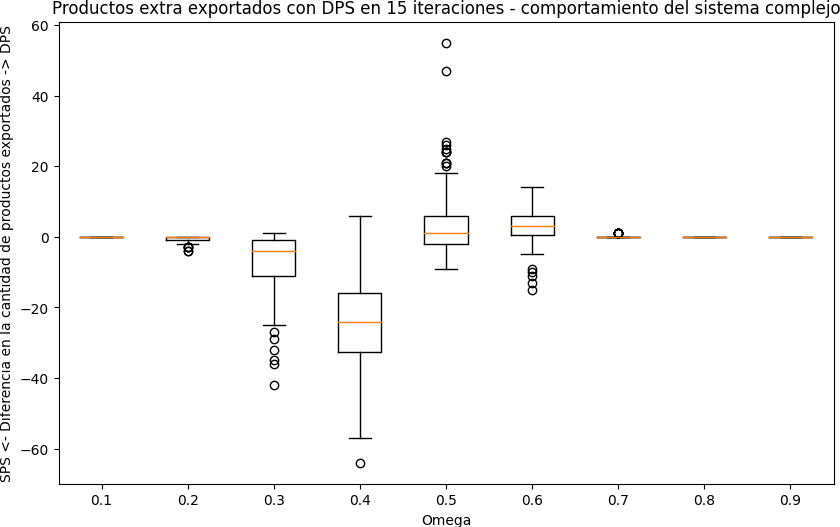 Productos extra exportados con DPS en 15 iteraciones - comportamiento del sistema complejo
SPS <- Diferencia en la cantidad de productos exportados -> DPS
60
40
20
0
−20
−40
−60
0.1 0.2 0.3 0.4 0.5 0.6 0.7 0.8 0.9
Omega